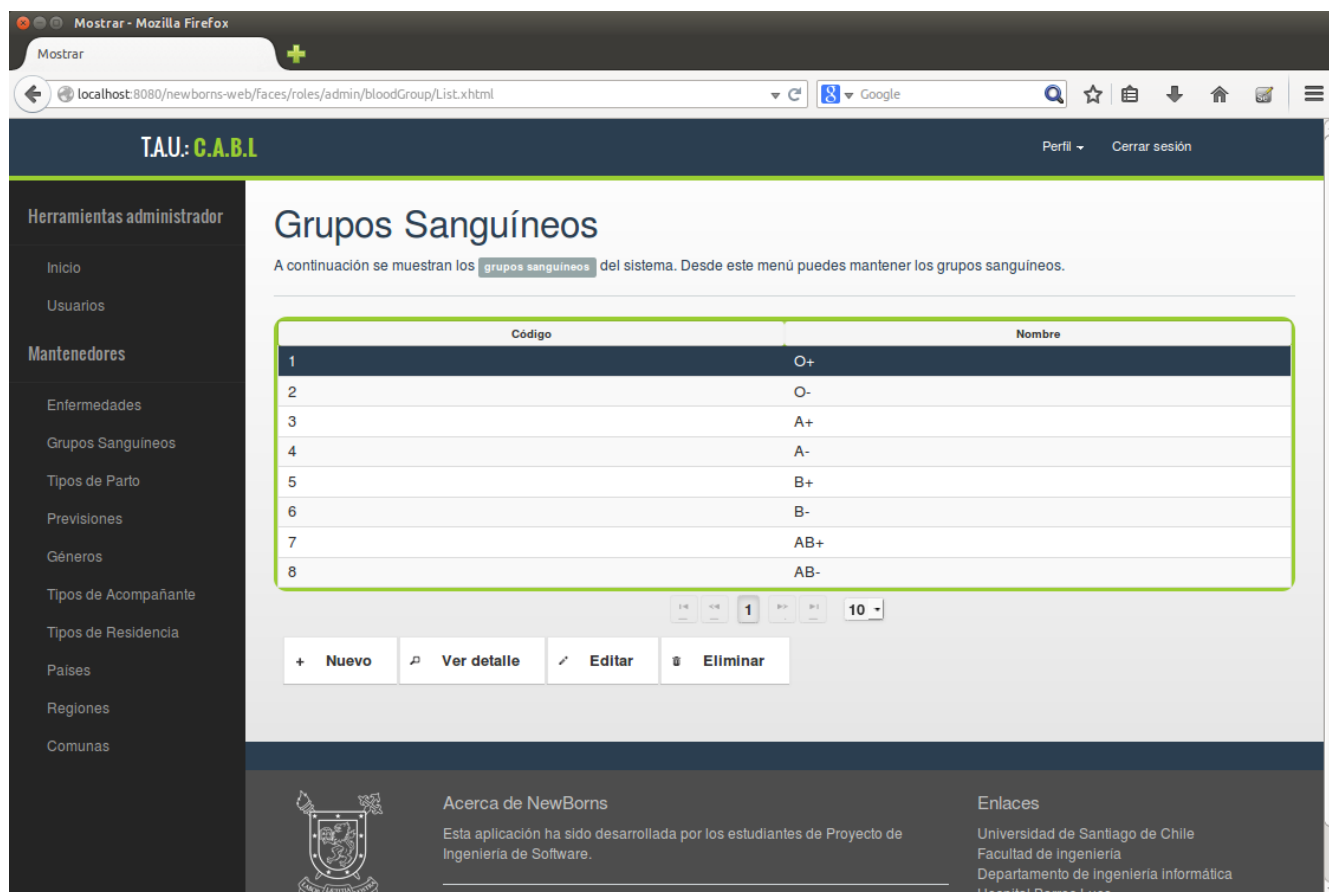 Mostrar - Mozilla Firefox
Mostrar
localhost:8080/newborns-web/faces/roles/admin/bloodGroup/List.xhtml
Google
T.A.U.: C.A.B.L
Perfil
Cerrar sesión
Herramientas administrador
Inicio
Usuarios
Mantenedores
Enfermedades
Grupos Sanguíneos
Tipos de Parto
Previsiones
Géneros
Tipos de Acompañante
Tipos de Residencia
Países
Regiones
Comunas
Grupos Sanguíneos
A continuación se muestran los grupos sanguíneos del sistema. Desde este menú puedes mantener los grupos sanguíneos.
Código Nombre
1 O+
2 O-
3 A+
4 A-
5 B+
6 B-
7 AB+
8 AB-
1 10
+ Nuevo Ver detalle Editar Eliminar
Acerca de NewBorns
Esta aplicación ha sido desarrollada por los estudiantes de Proyecto de
Ingeniería de Software.
Enlaces
Universidad de Santiago de Chile
Facultad de ingeniería
Departamento de ingeniería informática